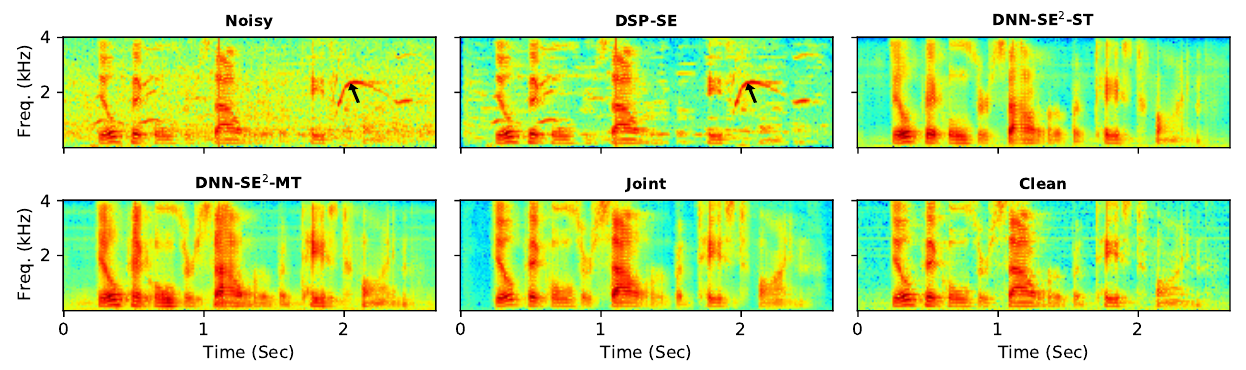 Noisy
DSP-SE
DNN-SE²-ST
Freq. (kHz)
4
2
DNN-SE²-MT
Joint
Clean
Freq. (kHz)
4
2
0 1 2
0 1 2
0 1 2
Time (Sec)
Time (Sec)
Time (Sec)